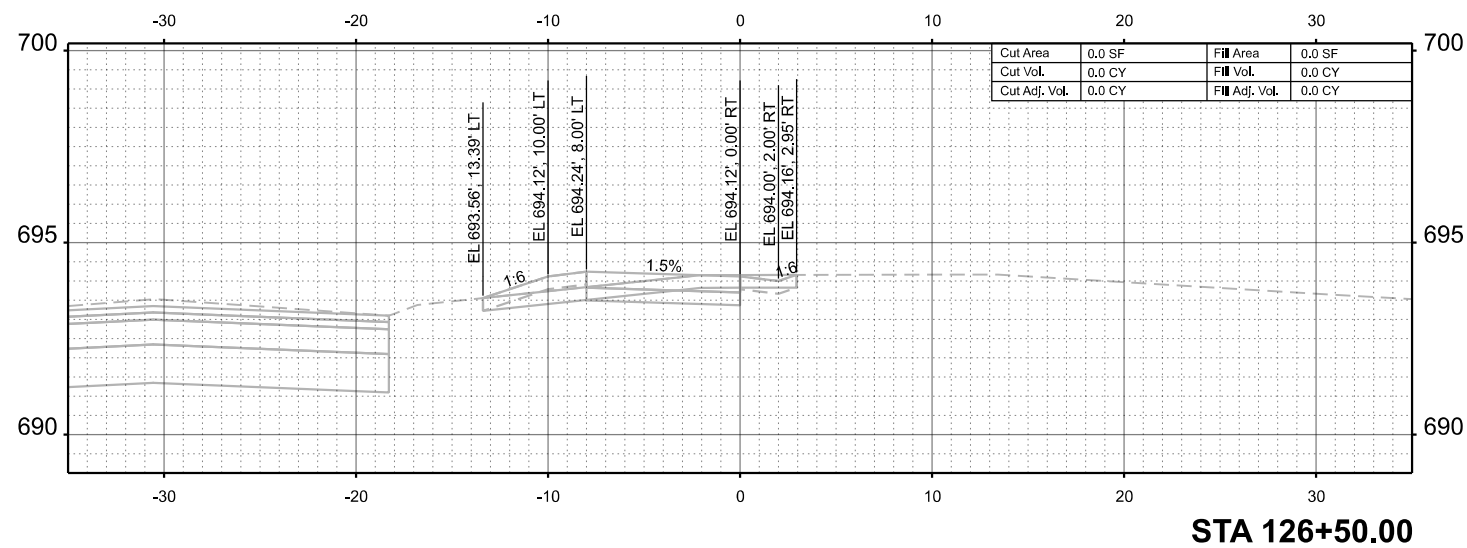 -30 -20 -10 0 10 20 30
700 700
Cut Area 0.0 SF Fill Area 0.0 SF
Cut Vol. 0.0 CY Fill Vol. 0.0 CY
Cut Adj. Vol. 0.0 CY Fill Adj. Vol. 0.0 CY
EL 693.56', 13.39' LT
EL 694.12', 10.00' LT
EL 694.24', 8.00' LT
EL 694.12', 0.00' RT
EL 694.00', 2.00' RT
EL 694.16', 2.95' RT
695 695
1:6 1.5% 1:6
690 690
-30 -20 -10 0 10 20 30
STA 126+50.00